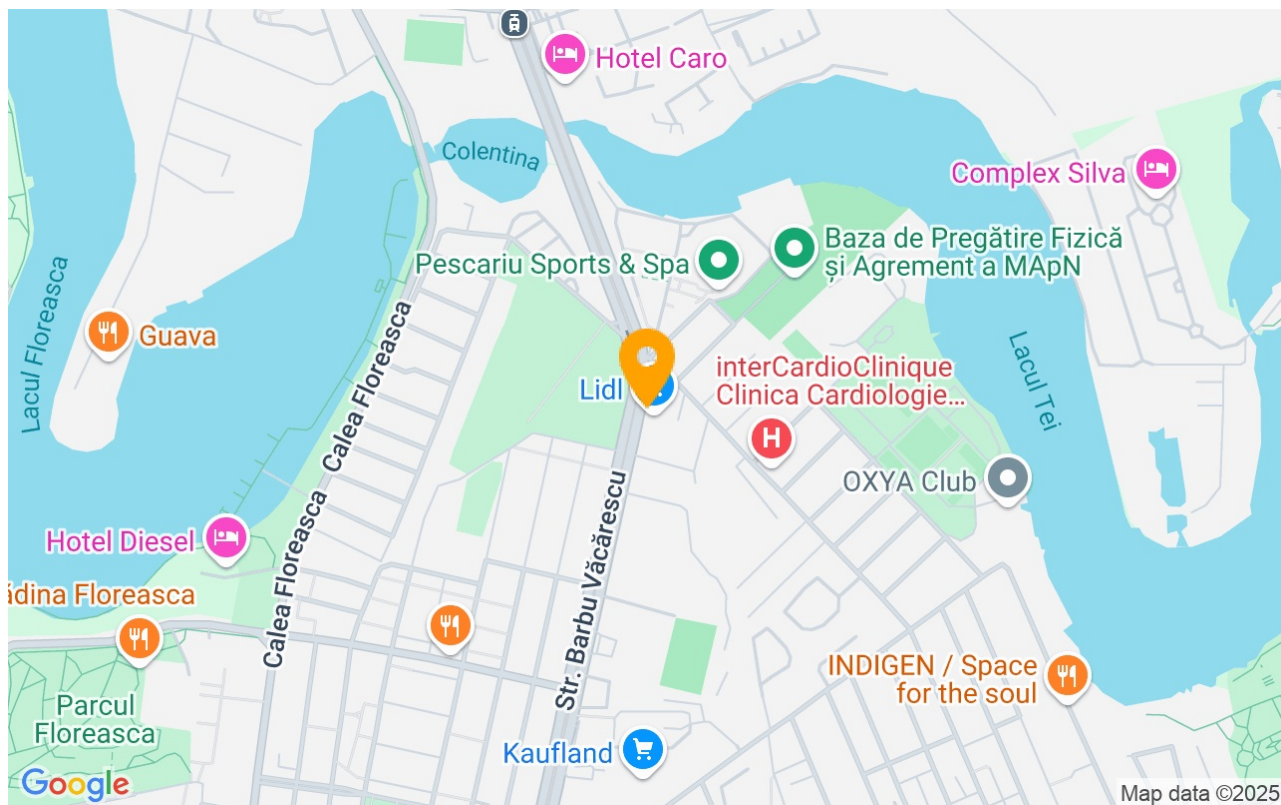 Hotel Caro
Colentina
Complex Silva
Baza de Pregătire Fizică
și Agrement a MApN
Pescariu Sports & Spa
Lacul Floreasca
Guava
Calea Floreasca
Lidl
interCardioClinique
Clinica Cardiologie...
H
Lacul Tei
OXYA Club
Calea Floreasca
Str. Barbu Văcărescu
Hotel Diesel
ădina Floreasca
INDIGEN / Space
for the soul
Parcul
Floreasca
Kaufland
Google
Map data ©2025